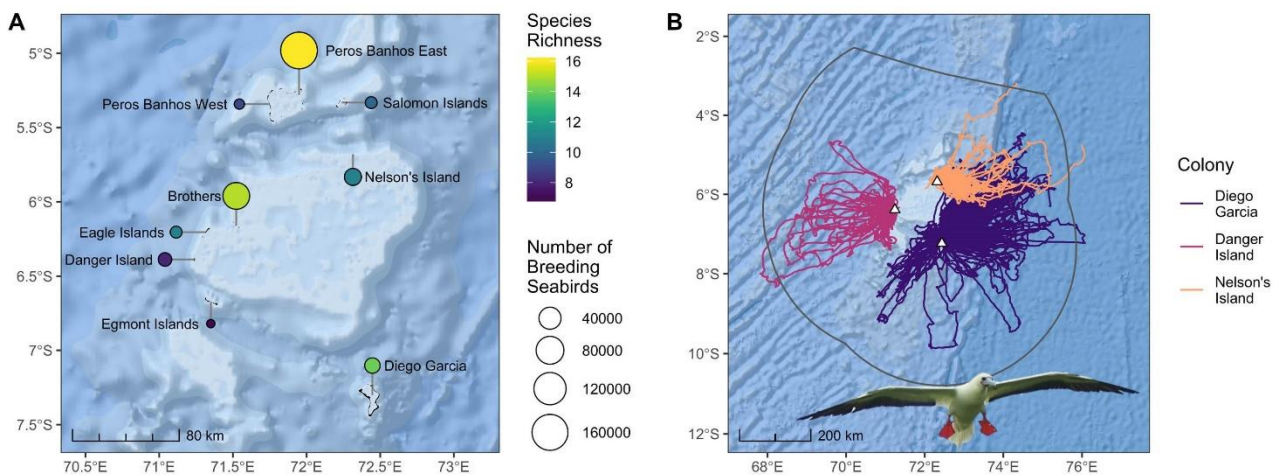 A
5°S
5.5°S
6°S
6.5°S
7°S
7.5°S
70.5°E
71°E
71.5°E
72°E
72.5°E
73°E
Peros Banhos East
Peros Banhos West
Salomon Islands
Nelson's Island
Brothers
Eagle Islands
Danger Island
Egmont Islands
Diego Garcia
80 km
Species
Richness
16
14
12
10
8
Number of
Breeding
Seabirds
40000
80000
120000
160000
B
2°S
4°S
6°S
8°S
10°S
12°S
68°E
70°E
72°E
74°E
76°E
200 km
Colony
Diego
Garcia
Danger
Island
Nelson's
Island